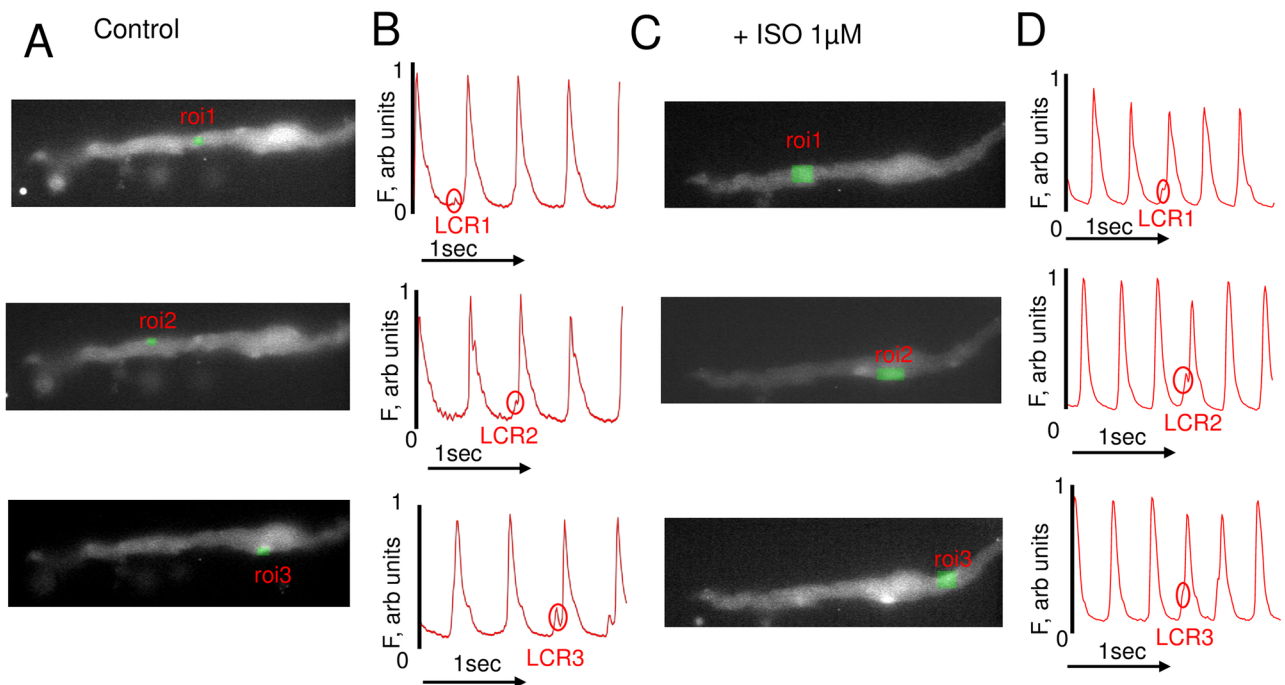 A
Control
B
C
+ ISO 1µM
D
roi1
1
F, arb units
0
LCR1
1sec
roi1
1
F, arb units
0
LCR1
1sec
roi2
1
F, arb units
0
LCR2
1sec
roi2
1
F, arb units
0
LCR2
1sec
roi3
1
F, arb units
0
LCR3
1sec
roi3
1
F, arb units
0
LCR3
1sec